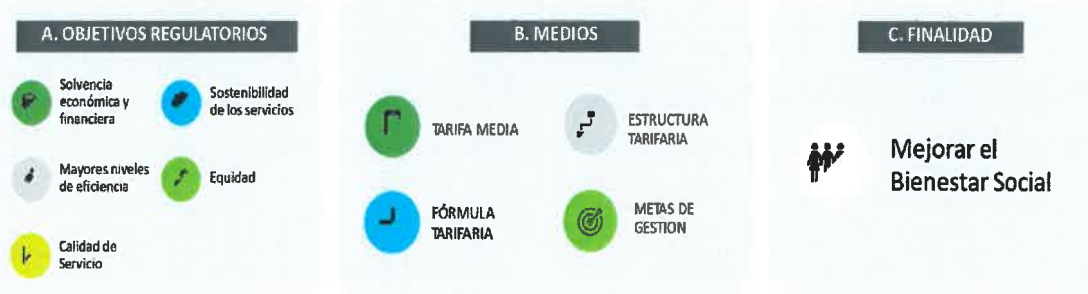 A. OBJETIVOS REGULATORIOS
Solvencia
económica y
financiera
Sostenibilidad
de los servicios
Mayores niveles
de eficiencia
Equidad
Calidad de
Servicio
B. MEDIOS
TARIFA MEDIA
ESTRUCTURA
TARIFARIA
FÓRMULA
TARIFARIA
METAS DE
GESTION
C. FINALIDAD
Mejorar el
Bienestar Social